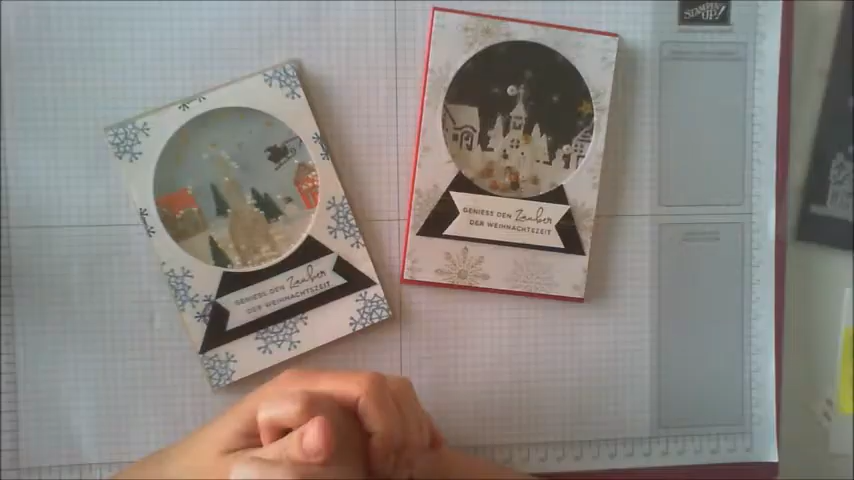 STAMPIN' UP!
GENIESS DEN Zauber
DER WEIHNACHTSZEIT
GENIESS DEN Zauber
DER WEIHNACHTSZEIT